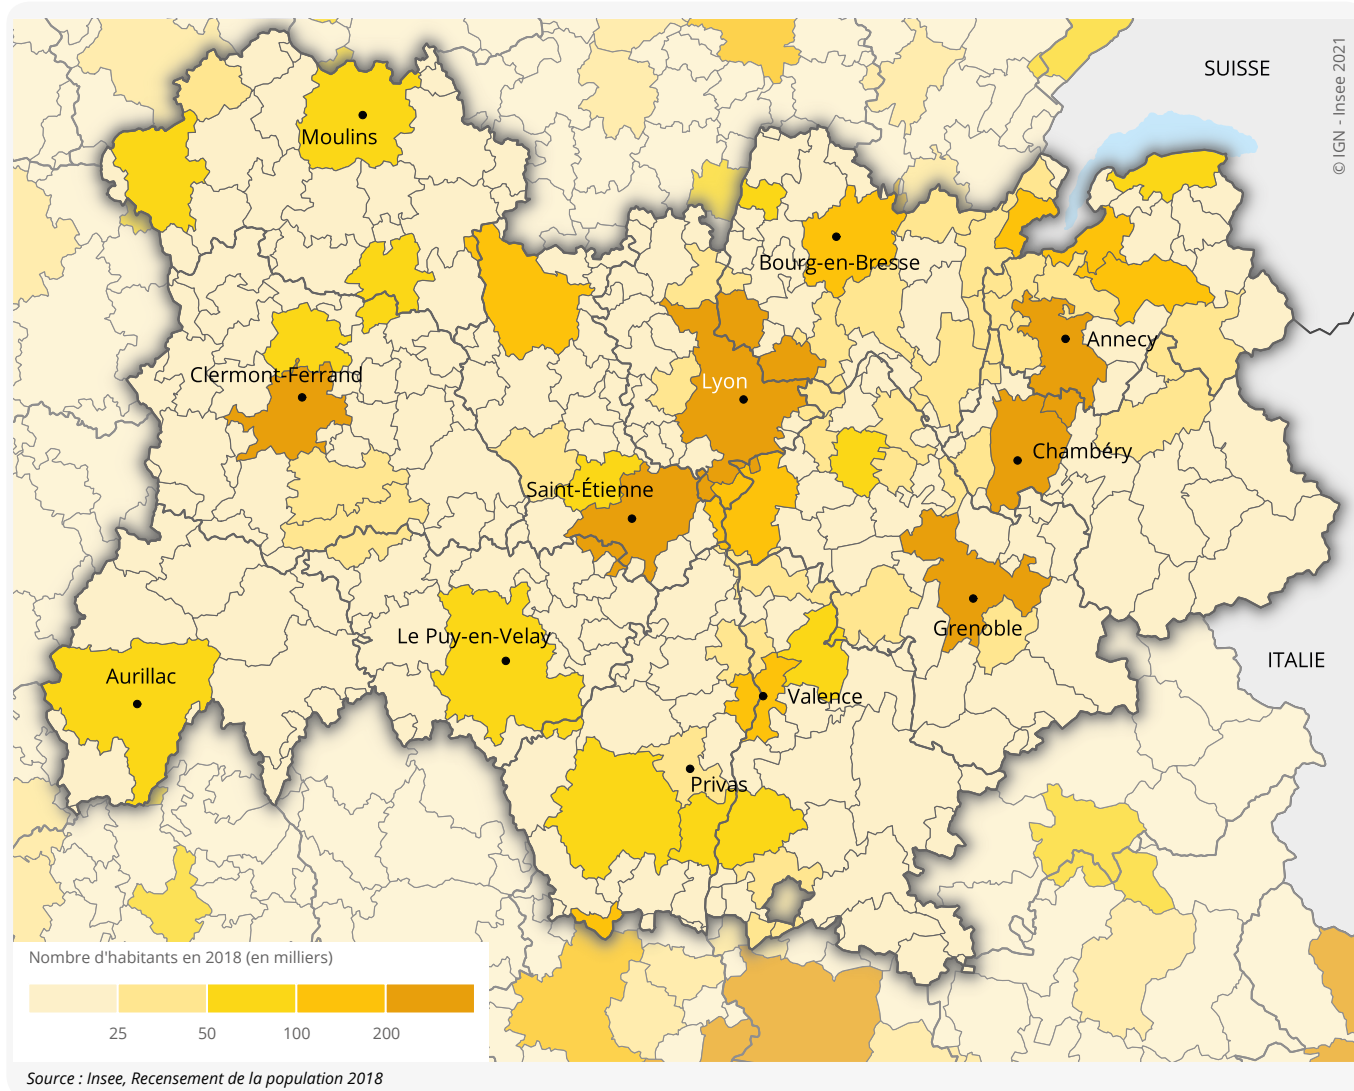 SUISSE
© IGN - Insee 2021
Moulins
Bourg-en-Bresse
Annecy
Clermont-Ferrand
Lyon
Chambéry
Saint-Étienne
Grenoble
Le Puy-en-Velay
ITALIE
Aurillac
Valence
Privas
Nombre d'habitants en 2018 (en milliers)
25 50 100 200
Source : Insee, Recensement de la population 2018